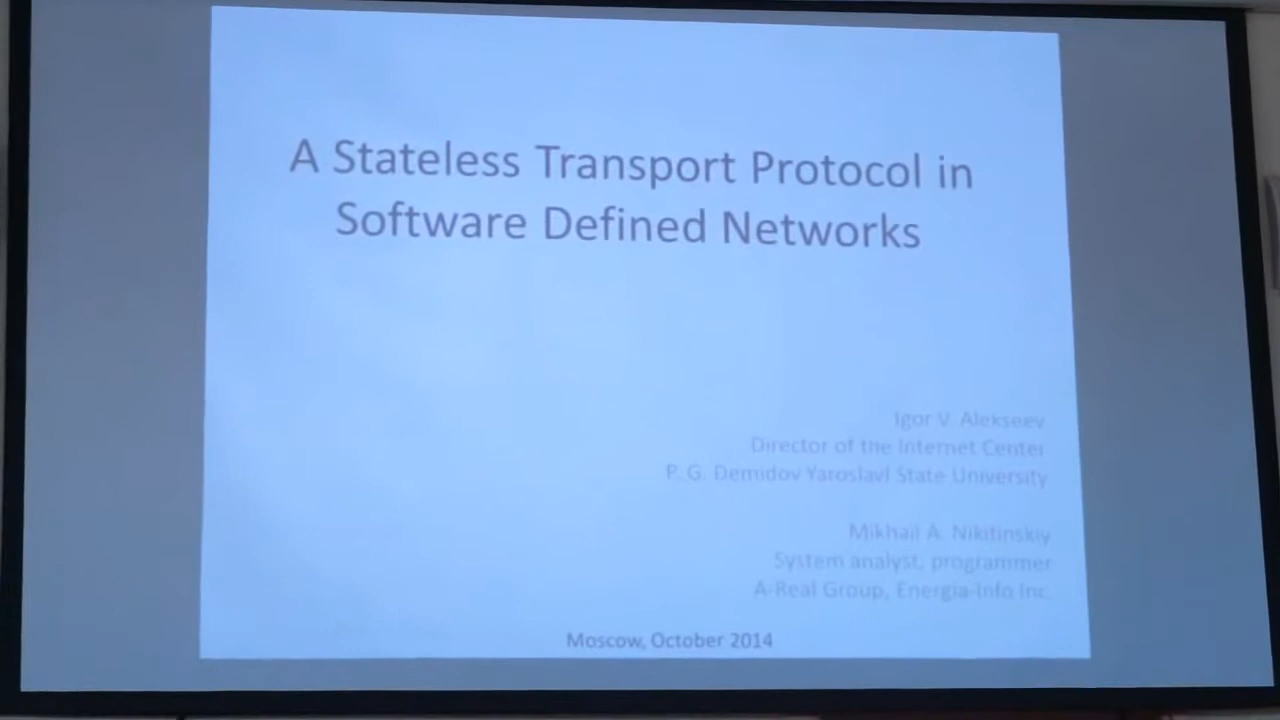 A Stateless Transport Protocol in
Software Defined Networks
Igor V. Alekseev
Director of the Internet Center
P. G. Demidov Yaroslavl State University
Mikhail A. Nikitinskiy
System analyst, programmer
A-Real Group, Energia-Info Inc.
Moscow, October 2014